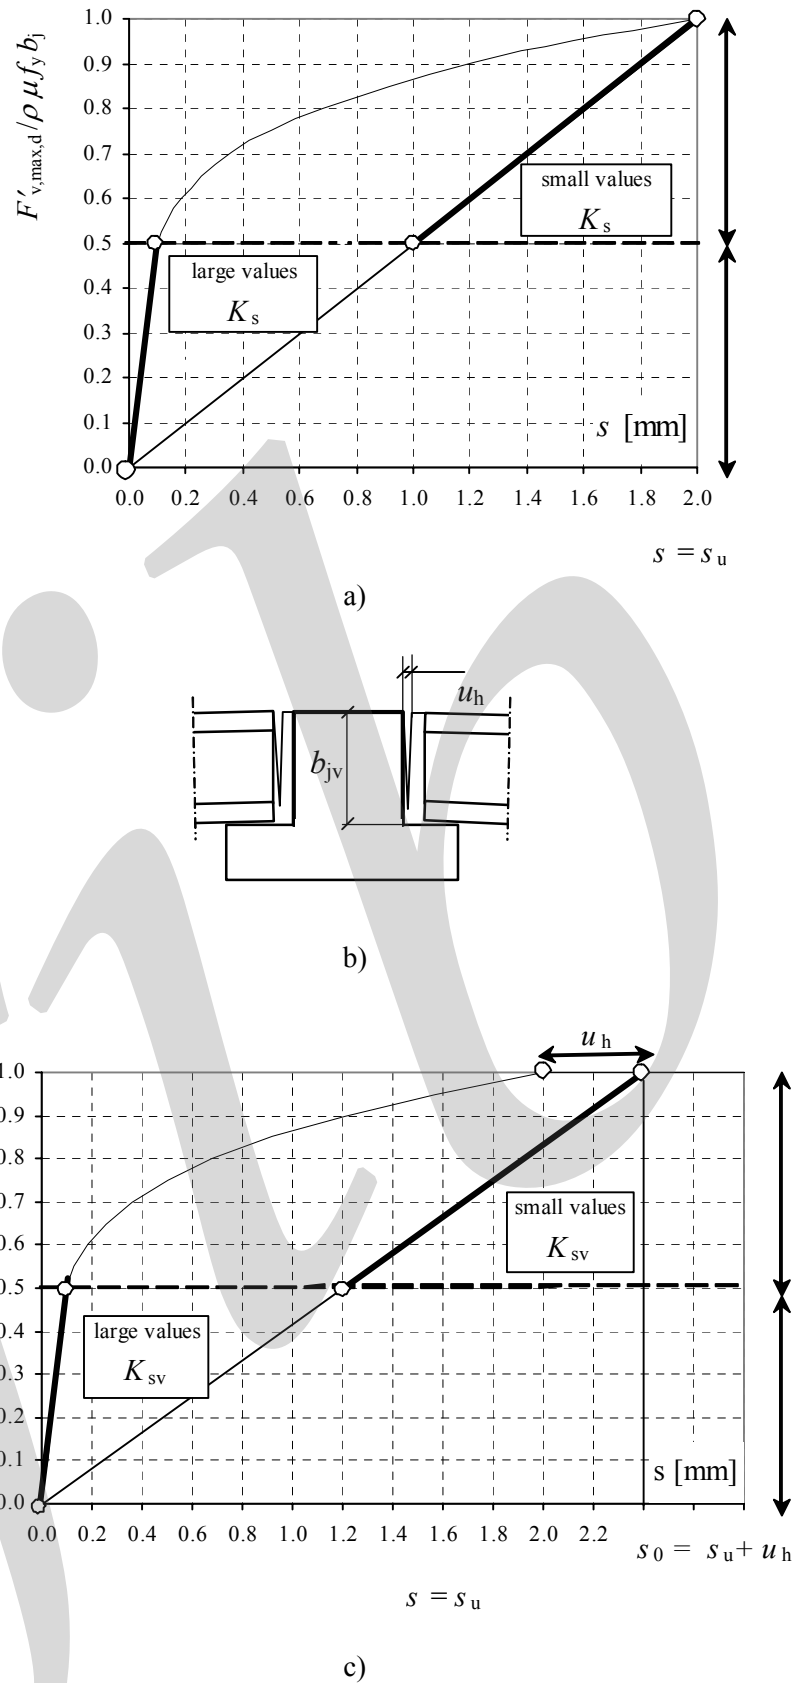 F′v,max,d/ρ μ fy bj
1.0
0.9
0.8
0.7
0.6
0.5
0.4
0.3
0.2
0.1
0.0
small values
Ks
large values
Ks
s [mm]
0.0 0.2 0.4 0.6 0.8 1.0 1.2 1.4 1.6 1.8 2.0
s = su
a)
uh
bjv
b)
uh
1.0
0.9
0.8
0.7
0.6
0.5
0.4
0.3
0.2
0.1
0.0
small values
Ksv
large values
Ksv
s [mm]
0.0 0.2 0.4 0.6 0.8 1.0 1.2 1.4 1.6 1.8 2.0 2.2
s0 = su + uh
s = su
c)